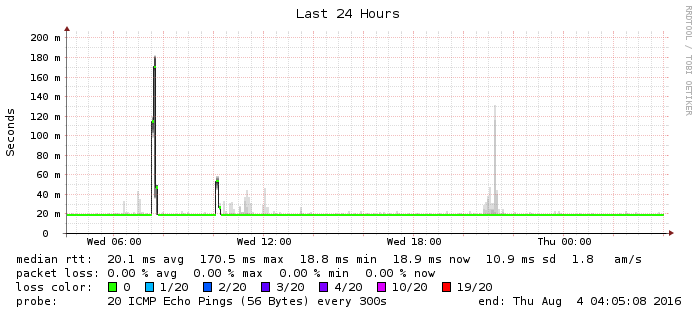 Last 24 Hours
RRDTOOL / TOBI OETIKER
Seconds
200 m
180 m
160 m
140 m
120 m
100 m
80 m
60 m
40 m
20 m
0
Wed 06:00 Wed 12:00 Wed 18:00 Thu 00:00
median rtt: 20.1 ms avg 170.5 ms max 18.8 ms min 18.9 ms now 10.9 ms sd 1.8 am/s
packet loss: 0.00 % avg 0.00 % max 0.00 % min 0.00 % now
loss color: 0 1/20 2/20 3/20 4/20 10/20 19/20
probe: 20 ICMP Echo Pings (56 Bytes) every 300s end: Thu Aug 4 04:05:08 2016